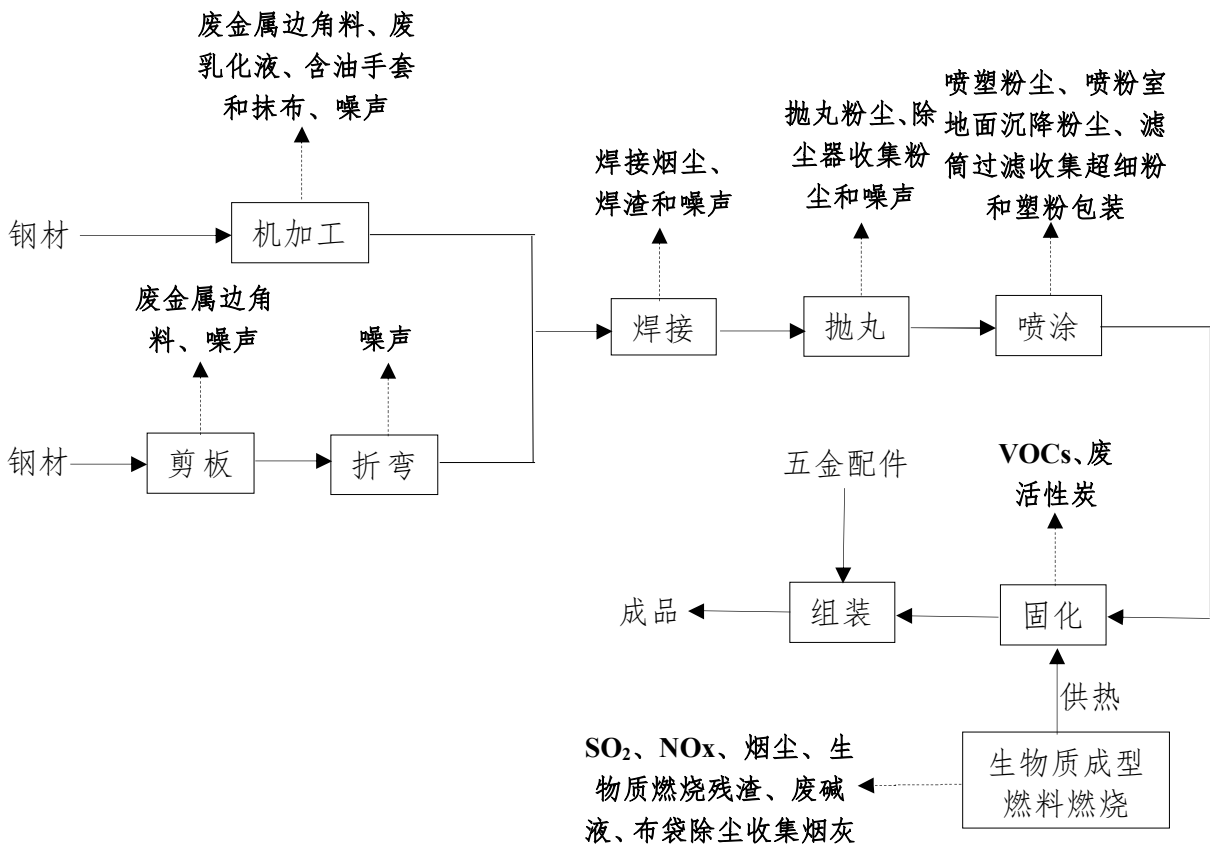 废金属边角料、废
乳化液、含油手套
和抹布、噪声
喷塑粉尘、喷粉室
地面沉降粉尘、滤
筒过滤收集超细粉
和塑粉包装
抛丸粉尘、除
尘器收集粉
尘和噪声
焊接烟尘、
焊渣和噪声
钢材
机加工
废金属边角
料、噪声
噪声
焊接
抛丸
喷涂
钢材
剪板
折弯
五金配件
VOCs、废
活性炭
成品
组装
固化
供热
SO₂、NOx、烟尘、生
物质燃烧残渣、废碱
液、布袋除尘收集烟灰
生物质成型
燃料燃烧